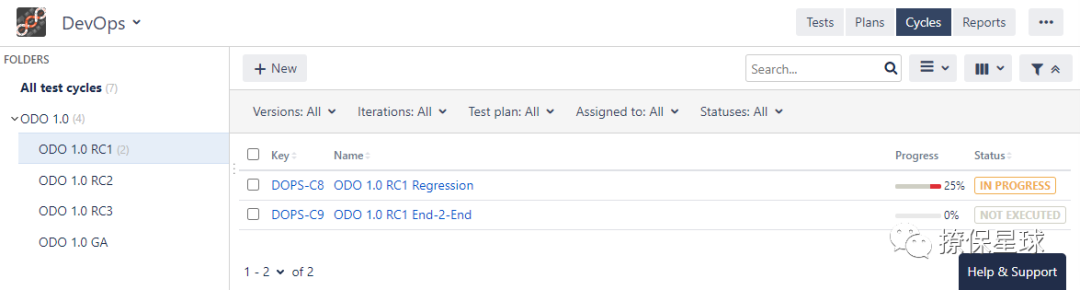 DevOps
Tests Plans Cycles Reports
FOLDERS
All test cycles (7)
ODO 1.0 (4)
ODO 1.0 RC1 (2)
ODO 1.0 RC2
ODO 1.0 RC3
ODO 1.0 GA
+ New
Search...
Versions: All Iterations: All Test plan: All Assigned to: All Statuses: All
Key Name Progress Status
DOPS-C8 ODO 1.0 RC1 Regression 25% IN PROGRESS
DOPS-C9 ODO 1.0 RC1 End-2-End 0% NOT EXECUTED
撩保星球
1 - 2 of 2
Help & Support